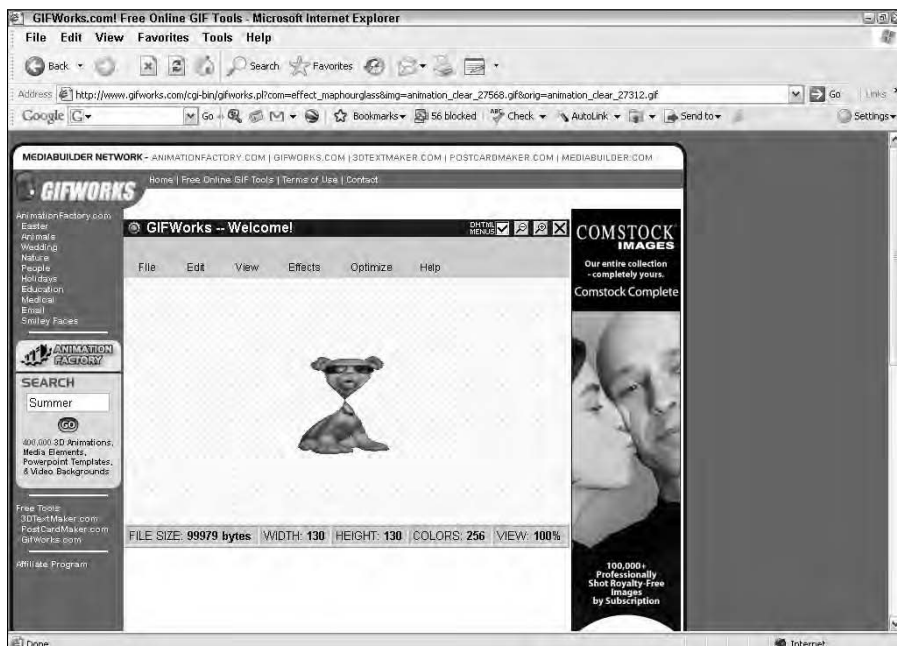 GIFWorks.com! Free Online GIF Tools - Microsoft Internet Explorer
File Edit View Favorites Tools Help
Back Search Favorites
Address http://www.gifworks.com/cgi-bin/gifworks.pl?com=effect_maphourglass&img=animation_clear_27568.gif&orig=animation_clear_27312.gif Go Links
Google G Go Bookmarks 56 blocked Check AutoLink Send to Settings
MEDIABUILDER NETWORK - ANIMATIONFACTORY.COM | GIFWORKS.COM | 3DTEXTMAKER.COM | POSTCARDMAKER.COM | MEDIABUILDER.COM
GIFWORKS
Home | Free Online GIF Tools | Terms of Use | Contact
AnimationFactory.com
Easter
Animals
Wedding
Nature
People
Holidays
Education
Medical
Email
Smiley Faces
ANIMATION
FACTORY
SEARCH
Summer
GO
400,000 3D Animations,
Media Elements,
Powerpoint Templates,
& Video Backgrounds
Free Tools
3DTextMaker.com
PostCardMaker.com
GifWorks.com
Affiliate Program
GIFWorks -- Welcome!
DHTML
MENUS
File Edit View Effects Optimize Help
FILE SIZE: 99979 bytes WIDTH: 130 HEIGHT: 130 COLORS: 256 VIEW: 100%
COMSTOCK
IMAGES
Our entire collection
- completely yours.
Comstock Complete
100,000+
Professionally
Shot Royalty-Free
Images
by Subscription
Done
Internet